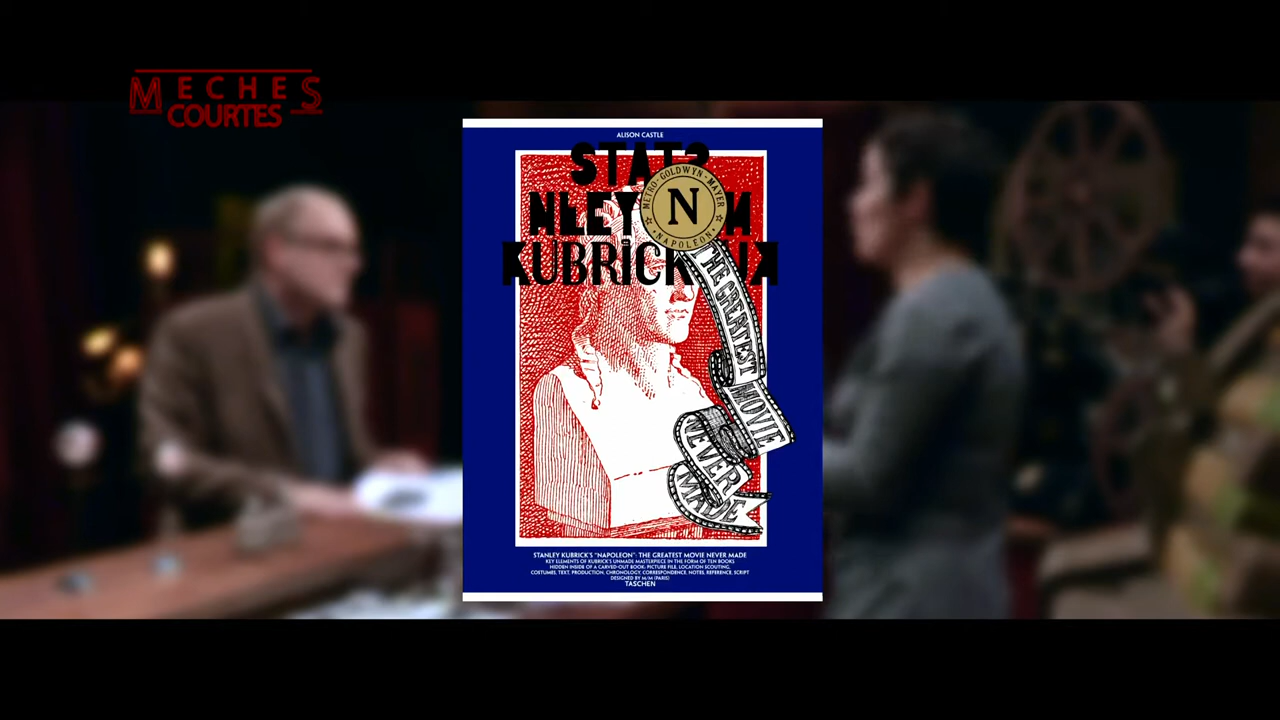 MECHES
COURTES
ALISON CASTLE
STA
NLEY
KUBRICK
METRO-GOLDWYN-MAYER
N
NAPOLEON
THE GREATEST MOVIE
NEVER
MADE
STANLEY KUBRICK'S "NAPOLEON": THE GREATEST MOVIE NEVER MADE
KEY ELEMENTS OF KUBRICK'S UNMADE MASTERPIECE IN THE FORM OF TEN BOOKS
HIDDEN INSIDE OF A CARVED-OUT BOOK: PICTURE FILE, LOCATION SCOUTING,
COSTUMES, TEXT, PRODUCTION, CHRONOLOGY, CORRESPONDENCE, NOTES, REFERENCE, SCRIPT
DESIGNED BY M/M (PARIS)
TASCHEN